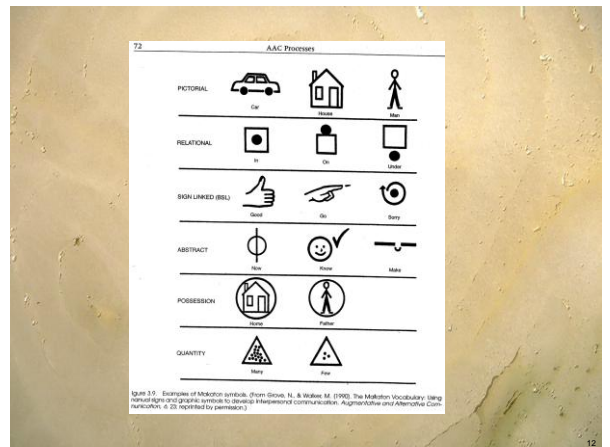 72 AAC Processes
PICTORIAL
Car House Man
RELATIONAL
In On Under
SIGN LINKED (BSL)
Good Go Sorry
ABSTRACT
Now Know Make
POSSESSION
Home Father
QUANTITY
Many Few
igure 3.9. Examples of Makaton symbols. (From Grove, N., & Walker, M. (1990). The Makaton Vocabulary: Using
manual signs and graphic symbols to develop interpersonal communication. Augmentative and Alternative Com-
munication, 6, 23; reprinted by permission.)
12